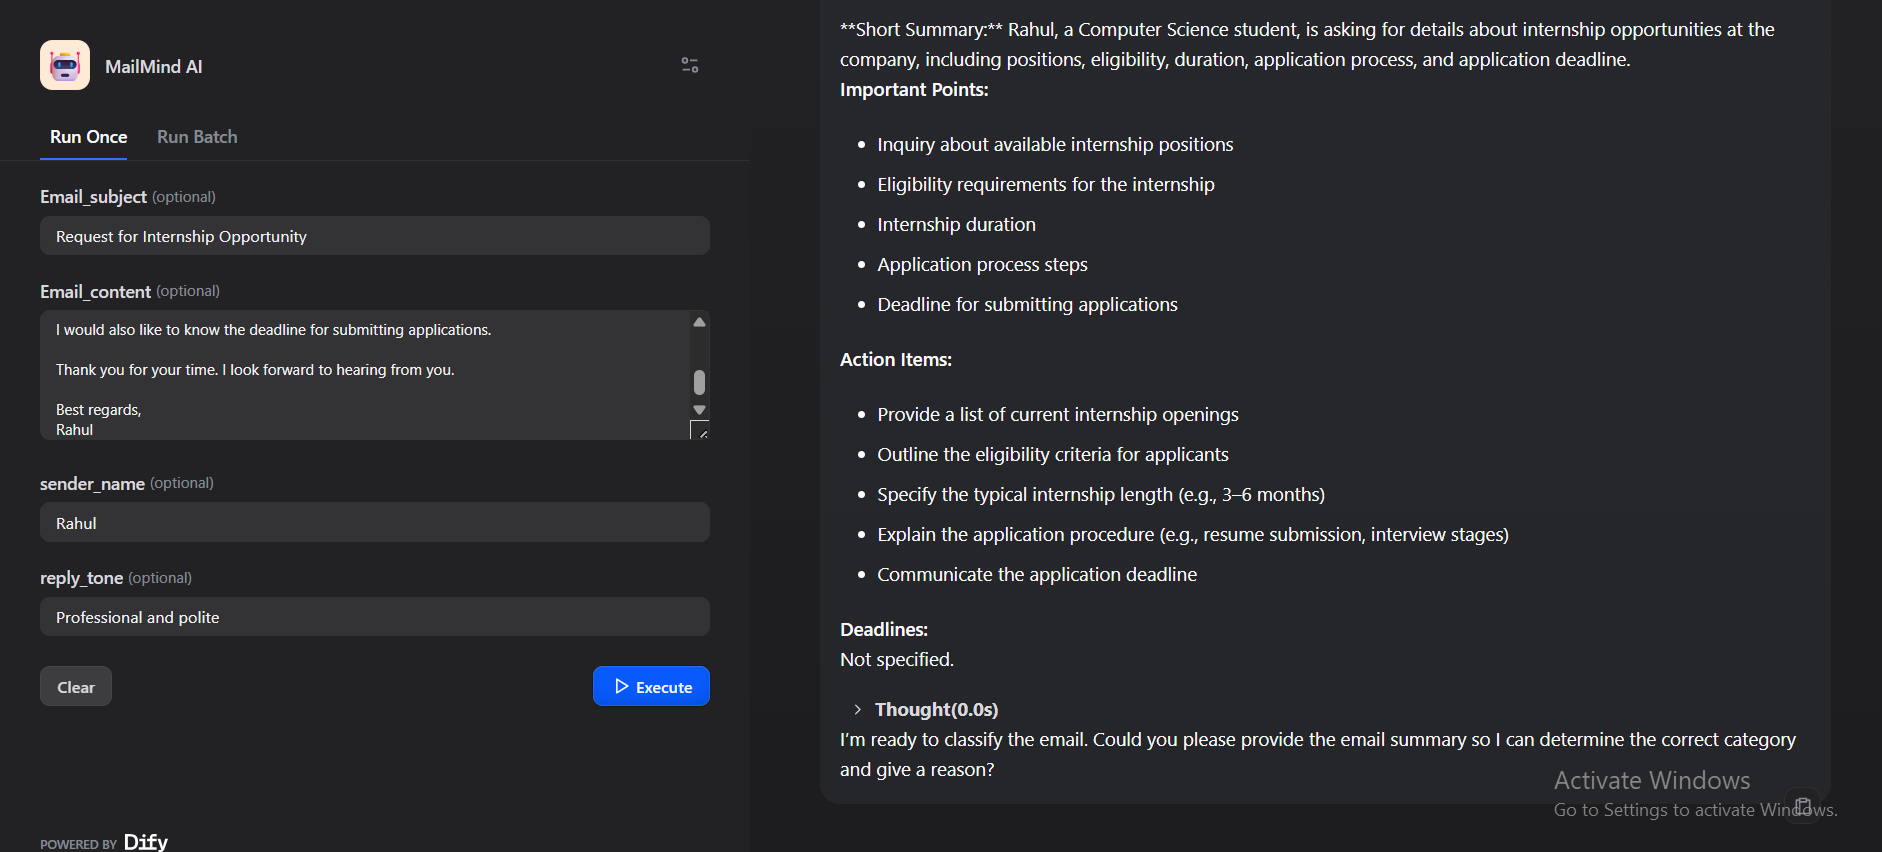 MailMind AI
Run Once
Run Batch
Email_subject (optional)
Request for Internship Opportunity
Email_content (optional)
I would also like to know the deadline for submitting applications.
Thank you for your time. I look forward to hearing from you.
Best regards,
Rahul
sender_name (optional)
Rahul
reply_tone (optional)
Professional and polite
Clear
Execute
POWERED BY Dify
**Short Summary:** Rahul, a Computer Science student, is asking for details about internship opportunities at the
company, including positions, eligibility, duration, application process, and application deadline.
Important Points:
• Inquiry about available internship positions
• Eligibility requirements for the internship
• Internship duration
• Application process steps
• Deadline for submitting applications
Action Items:
• Provide a list of current internship openings
• Outline the eligibility criteria for applicants
• Specify the typical internship length (e.g., 3–6 months)
• Explain the application procedure (e.g., resume submission, interview stages)
• Communicate the application deadline
Deadlines:
Not specified.
Thought(0.0s)
I’m ready to classify the email. Could you please provide the email summary so I can determine the correct category
and give a reason?
Activate Windows
Go to Settings to activate Windows.